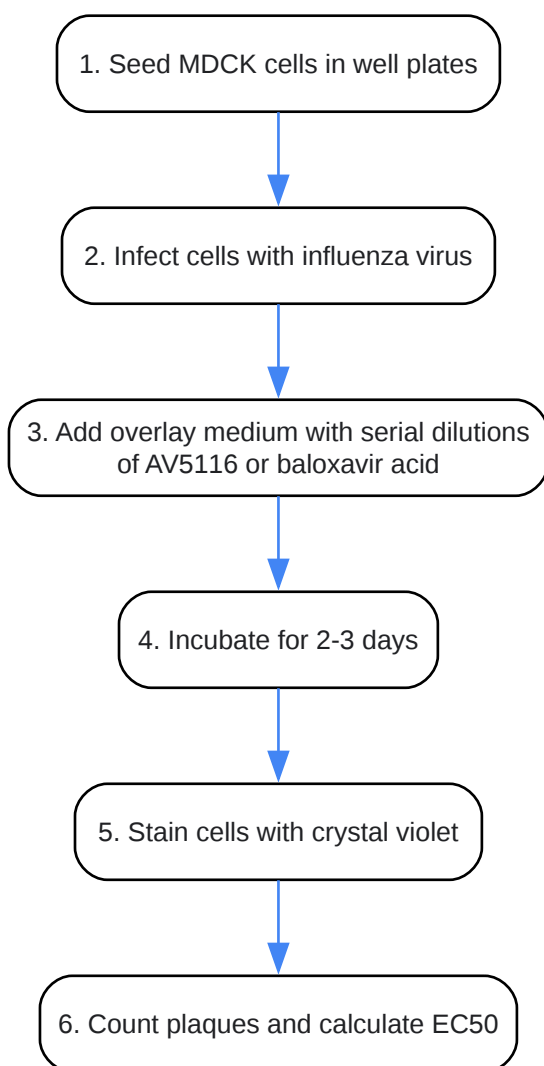 1. Seed MDCK cells in well plates
2. Infect cells with influenza virus
3. Add overlay medium with serial dilutions
of AV5116 or baloxavir acid
4. Incubate for 2-3 days
5. Stain cells with crystal violet
6. Count plaques and calculate EC50